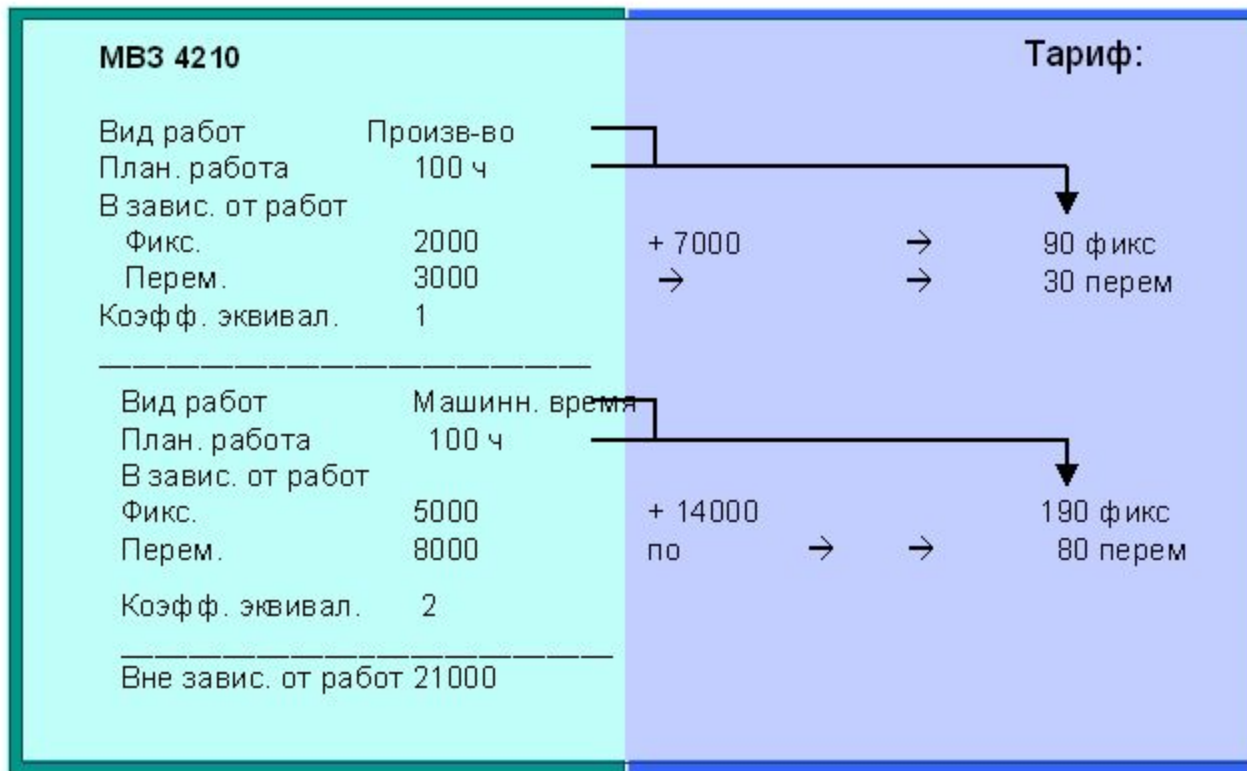 МВЗ 4210 Тариф:
Вид работ Произв-во
План. работа 100 ч
В завис. от работ
Фикс. 2000 + 7000 → 90 фикс
Перем. 3000 → → 30 перем
Коэфф. эквивал. 1
Вид работ Машинн. время
План. работа 100 ч
В завис. от работ
Фикс. 5000 + 14000 190 фикс
Перем. 8000 по → → 80 перем
Коэфф. эквивал. 2
Вне завис. от работ 21000